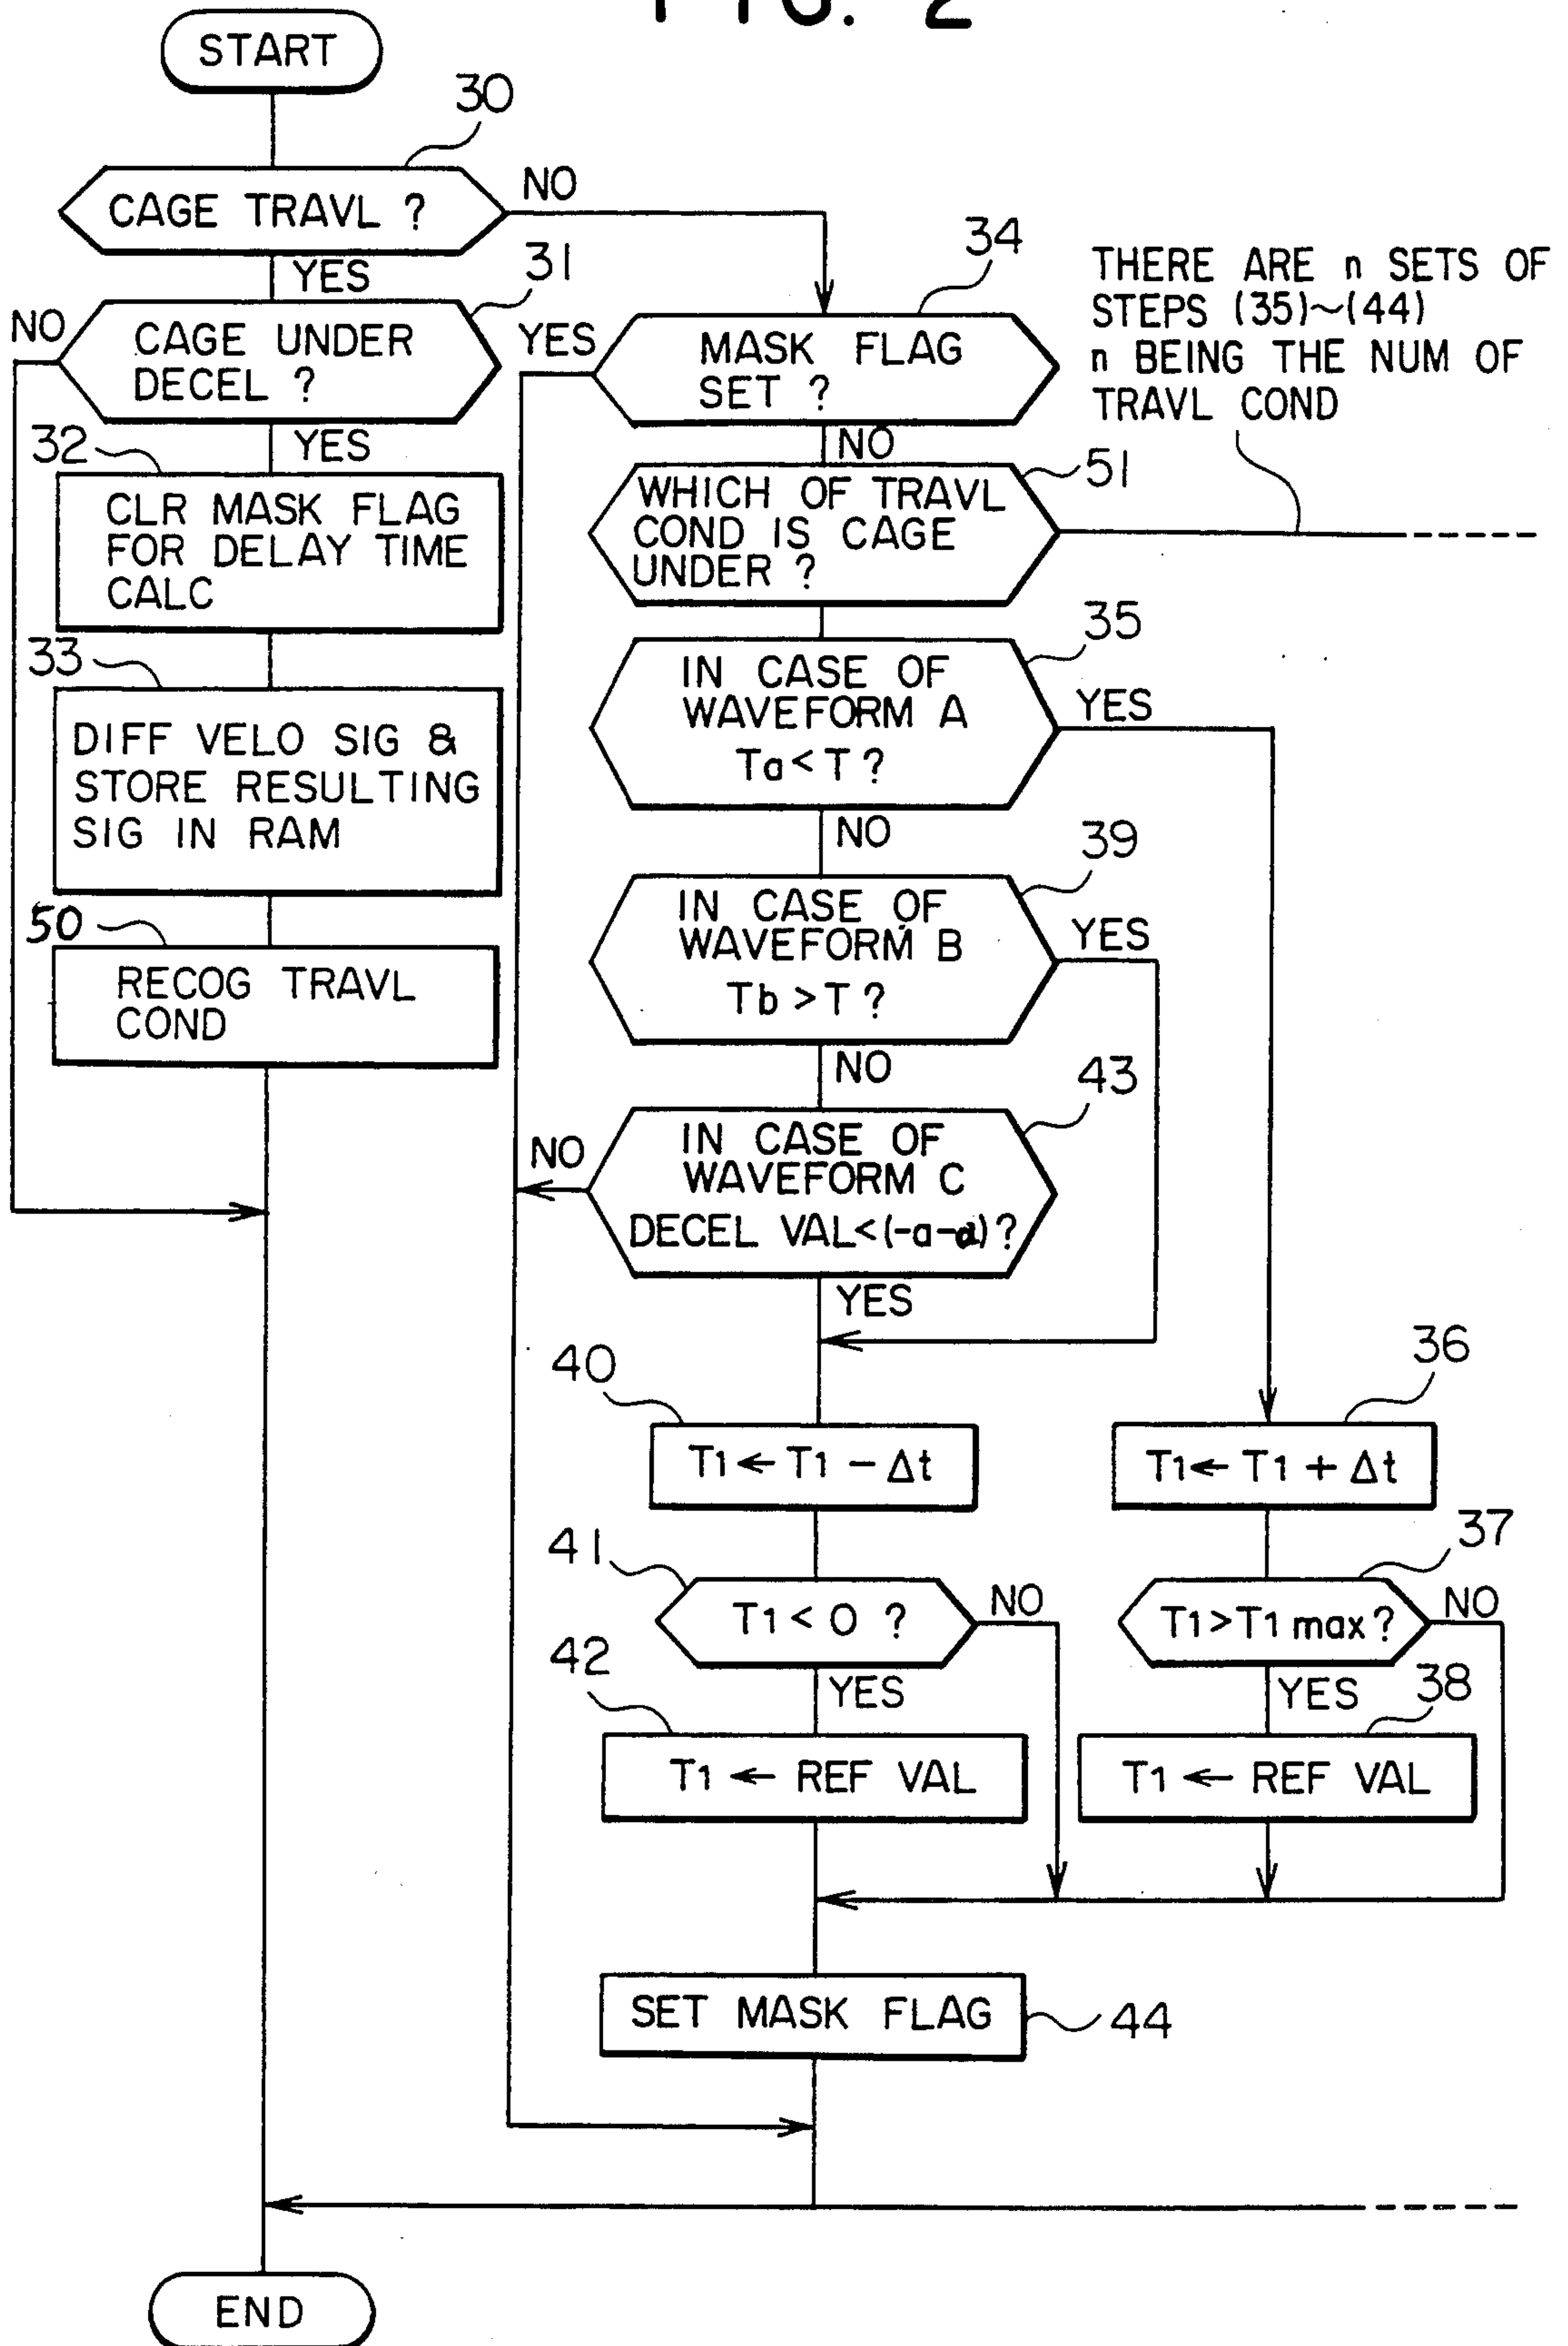 FIG. 2
START
30
CAGE TRAVL ?
NO
YES
31
CAGE UNDER
DECEL ?
NO
YES
32
CLR MASK FLAG
FOR DELAY TIME
CALC
33
DIFF VELO SIG &
STORE RESULTING
SIG IN RAM
50
RECOG TRAVL
COND
34
MASK FLAG
SET ?
YES
NO
THERE ARE n SETS OF
STEPS (35)~(44)
n BEING THE NUM OF
TRAVL COND
51
WHICH OF TRAVL
COND IS CAGE
UNDER ?
35
IN CASE OF
WAVEFORM A
Ta < T ?
YES
NO
39
IN CASE OF
WAVEFORM B
Tb > T ?
YES
NO
43
IN CASE OF
WAVEFORM C
DECEL VAL<(-a-α)?
NO
YES
40
T1 ← T1 − Δt
36
T1 ← T1 + Δt
41
T1 < 0 ?
NO
YES
37
T1 > T1 max ?
NO
YES
42
T1 ← REF VAL
38
T1 ← REF VAL
SET MASK FLAG
44
END